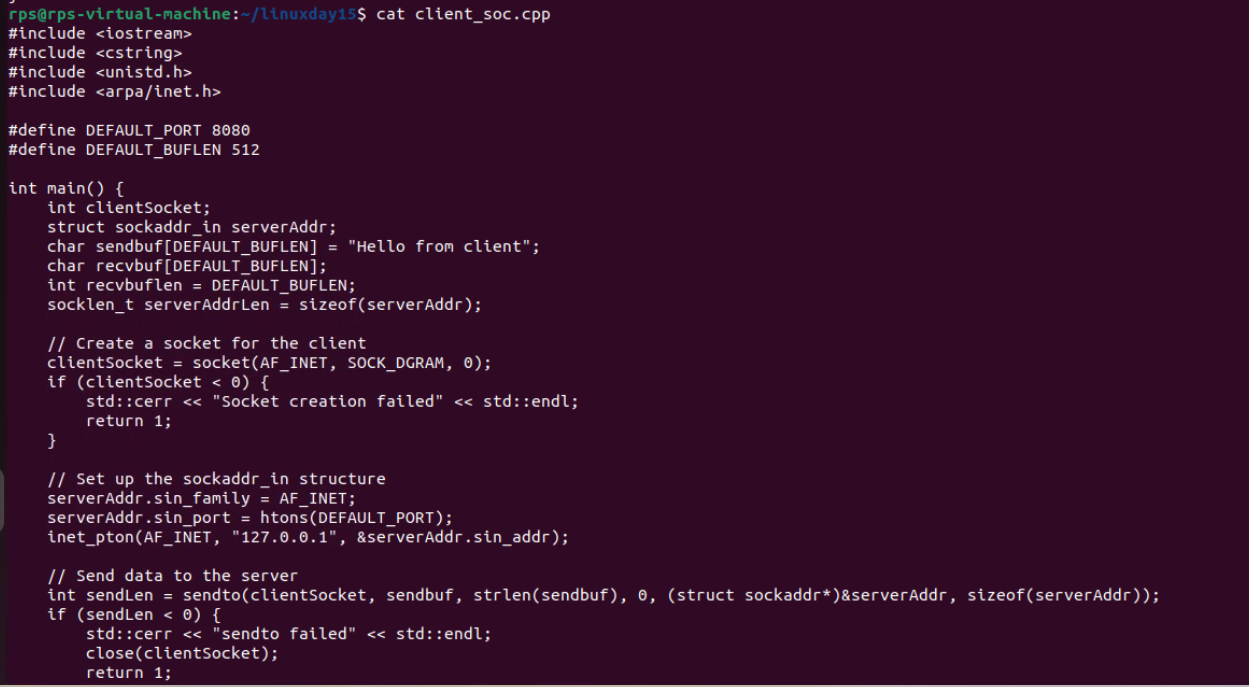 rps@rps-virtual-machine:~/linuxday15$ cat client_soc.cpp
#include <iostream>
#include <cstring>
#include <unistd.h>
#include <arpa/inet.h>

#define DEFAULT_PORT 8080
#define DEFAULT_BUFLEN 512

int main() {
    int clientSocket;
    struct sockaddr_in serverAddr;
    char sendbuf[DEFAULT_BUFLEN] = "Hello from client";
    char recvbuf[DEFAULT_BUFLEN];
    int recvbuflen = DEFAULT_BUFLEN;
    socklen_t serverAddrLen = sizeof(serverAddr);

    // Create a socket for the client
    clientSocket = socket(AF_INET, SOCK_DGRAM, 0);
    if (clientSocket < 0) {
        std::cerr << "Socket creation failed" << std::endl;
        return 1;
    }

    // Set up the sockaddr_in structure
    serverAddr.sin_family = AF_INET;
    serverAddr.sin_port = htons(DEFAULT_PORT);
    inet_pton(AF_INET, "127.0.0.1", &serverAddr.sin_addr);

    // Send data to the server
    int sendLen = sendto(clientSocket, sendbuf, strlen(sendbuf), 0, (struct sockaddr*)&serverAddr, sizeof(serverAddr));
    if (sendLen < 0) {
        std::cerr << "sendto failed" << std::endl;
        close(clientSocket);
        return 1;